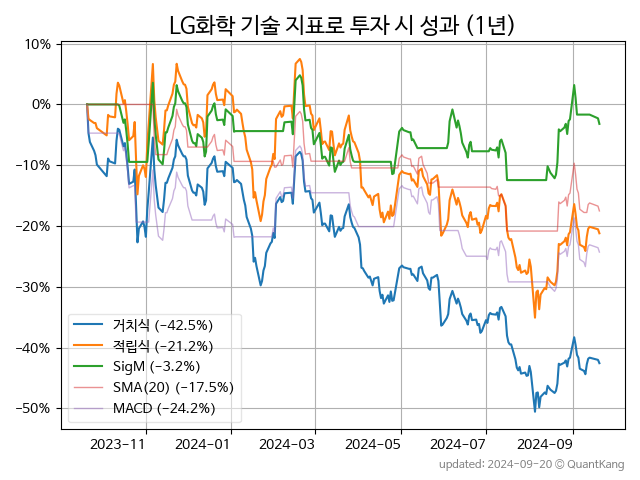 LG화학 기술 지표로 투자 시 성과 (1년)
10%
0%
−10%
−20%
−30%
−40%
−50%
거치식 (−42.5%)
적립식 (−21.2%)
SigM (−3.2%)
SMA(20) (−17.5%)
MACD (−24.2%)
2023-11 2024-01 2024-03 2024-05 2024-07 2024-09
updated: 2024-09-20 © QuantKang